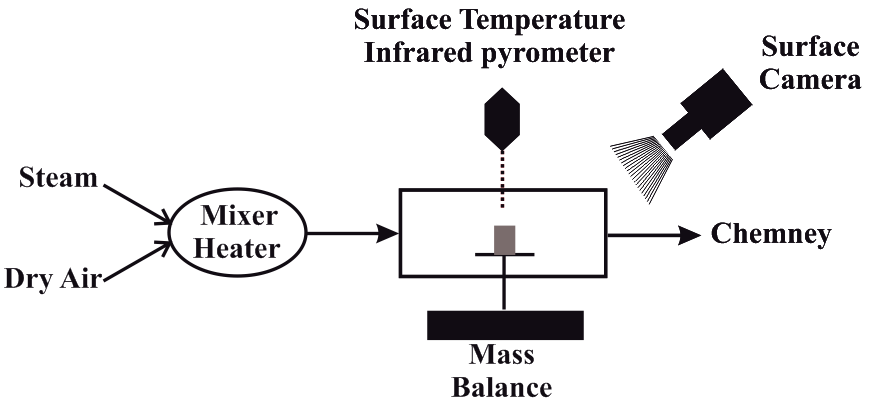 Surface Temperature
Infrared pyrometer
Surface
Camera
Steam
Mixer
Heater
Dry Air
Chemney
Mass
Balance